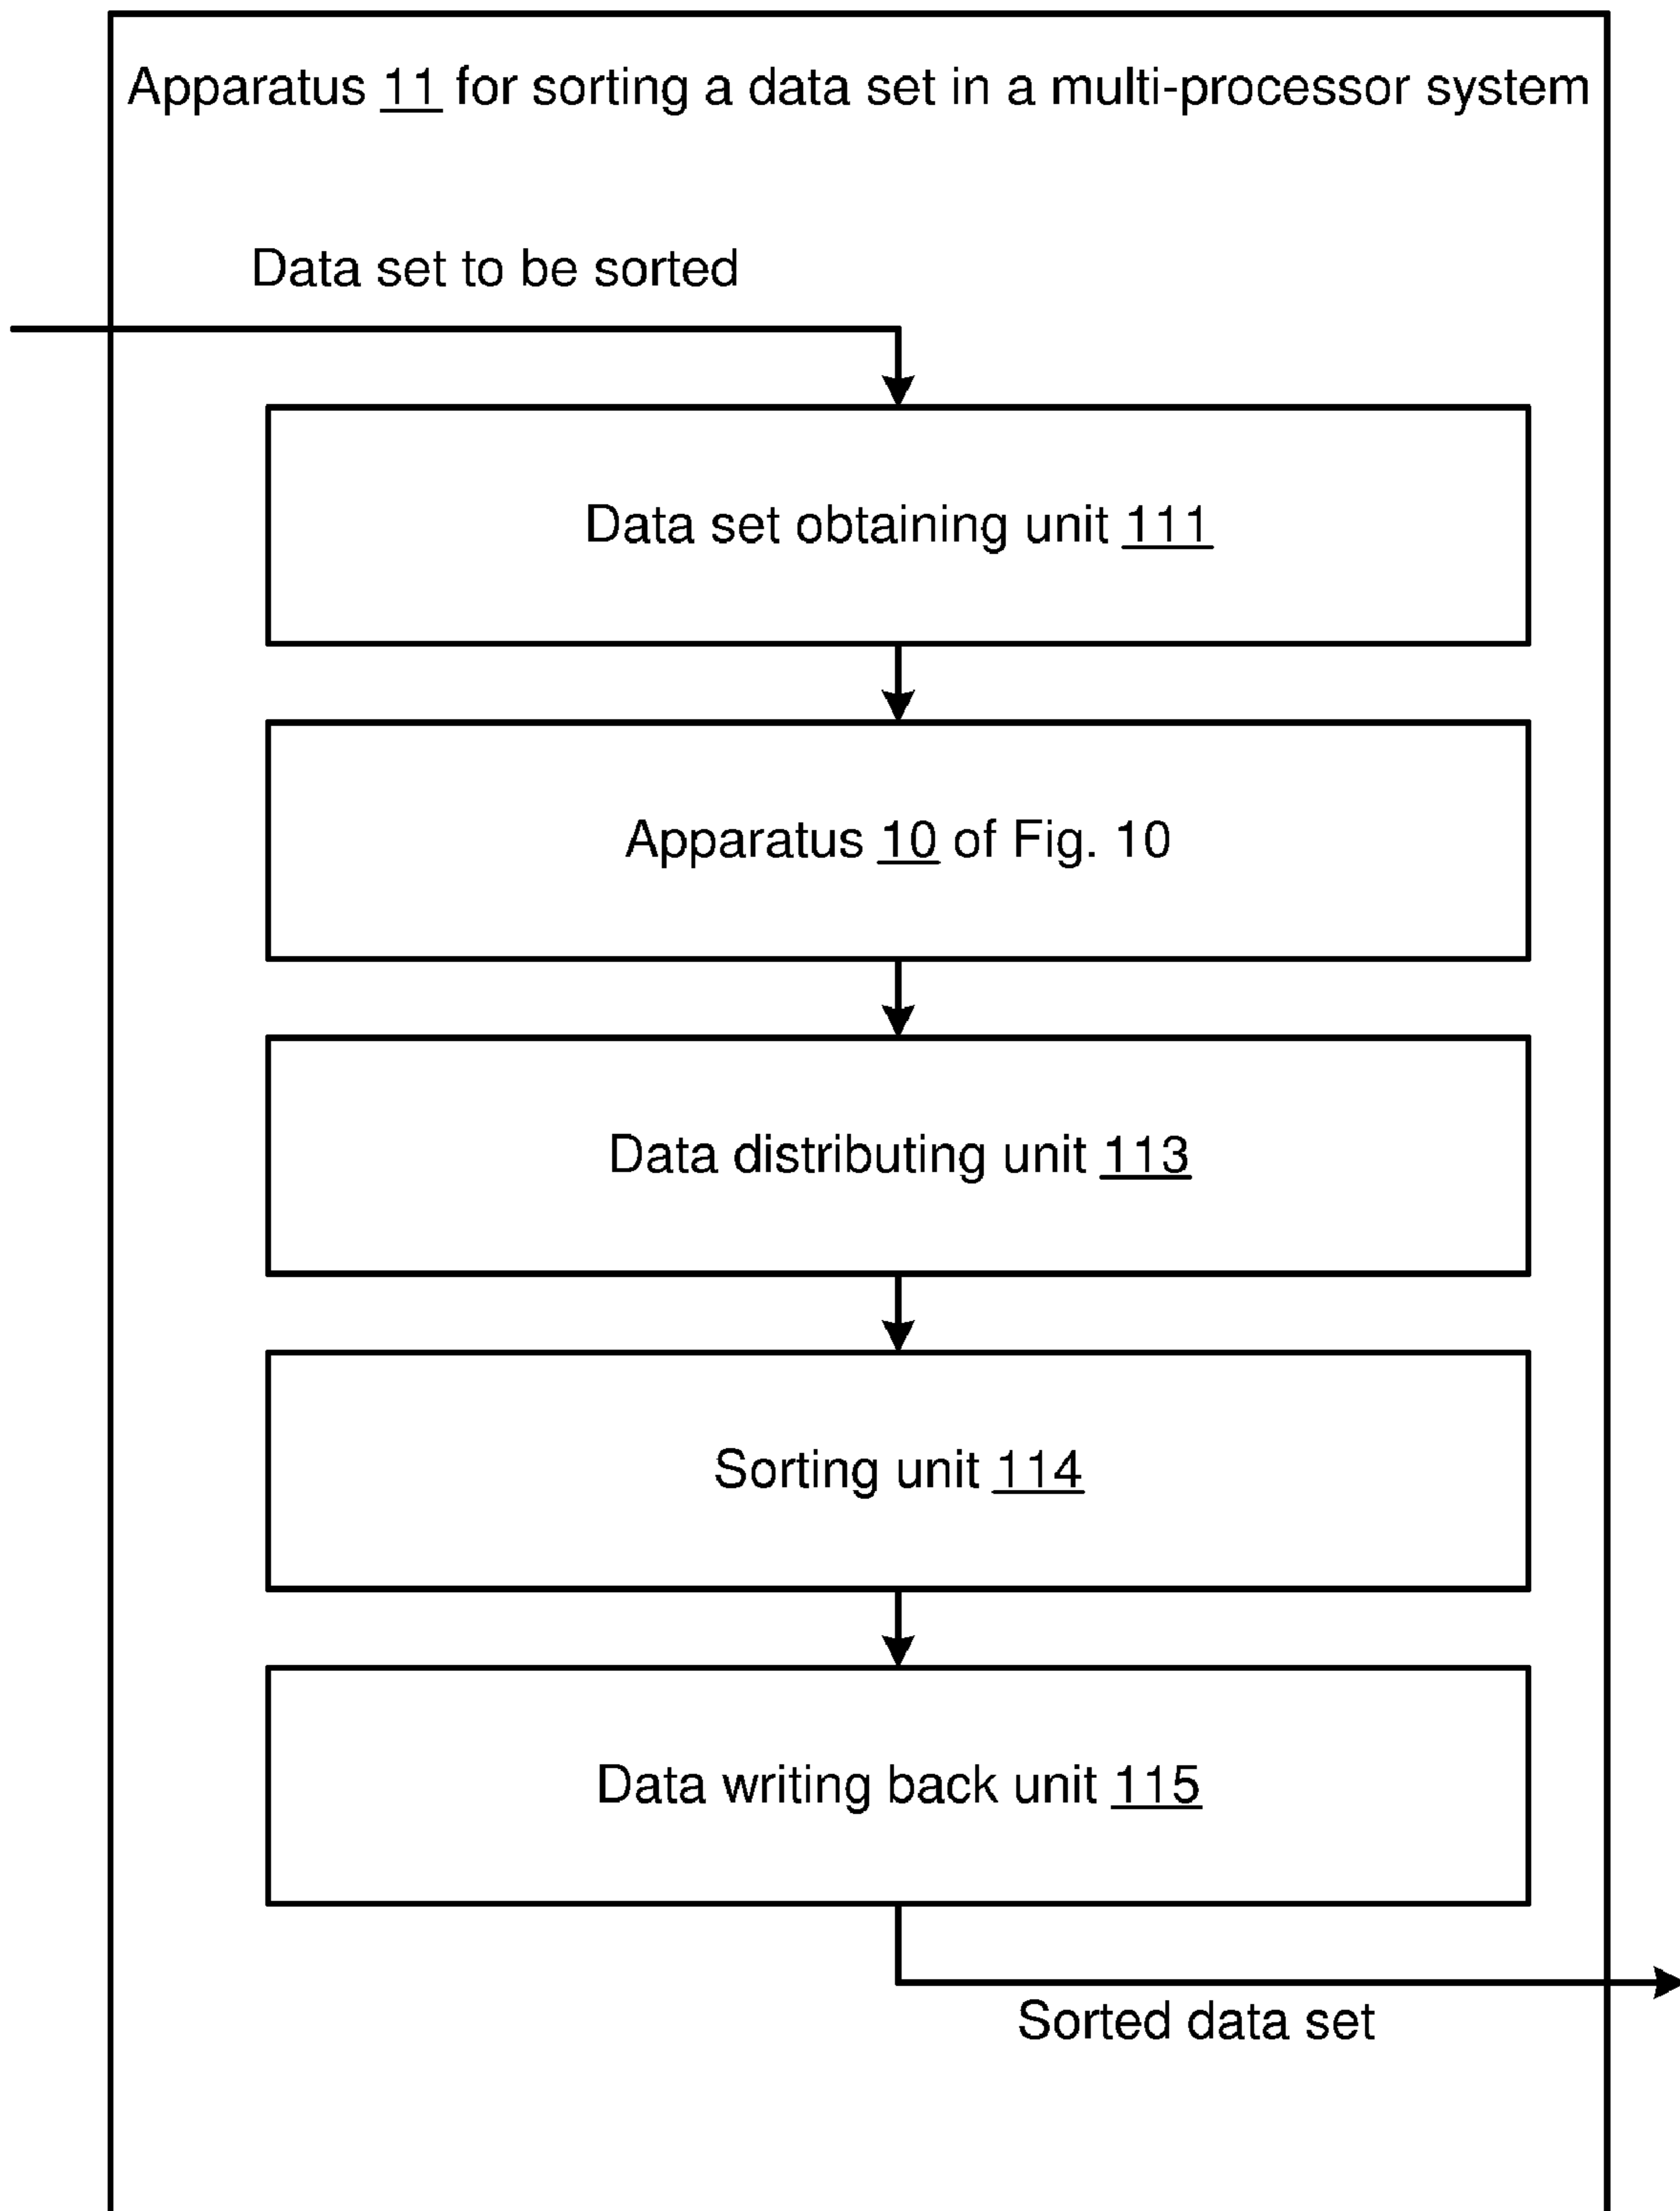 Apparatus 11 for sorting a data set in a multi-processor system
Data set to be sorted
Data set obtaining unit 111
Apparatus 10 of Fig. 10
Data distributing unit 113
Sorting unit 114
Data writing back unit 115
Sorted data set